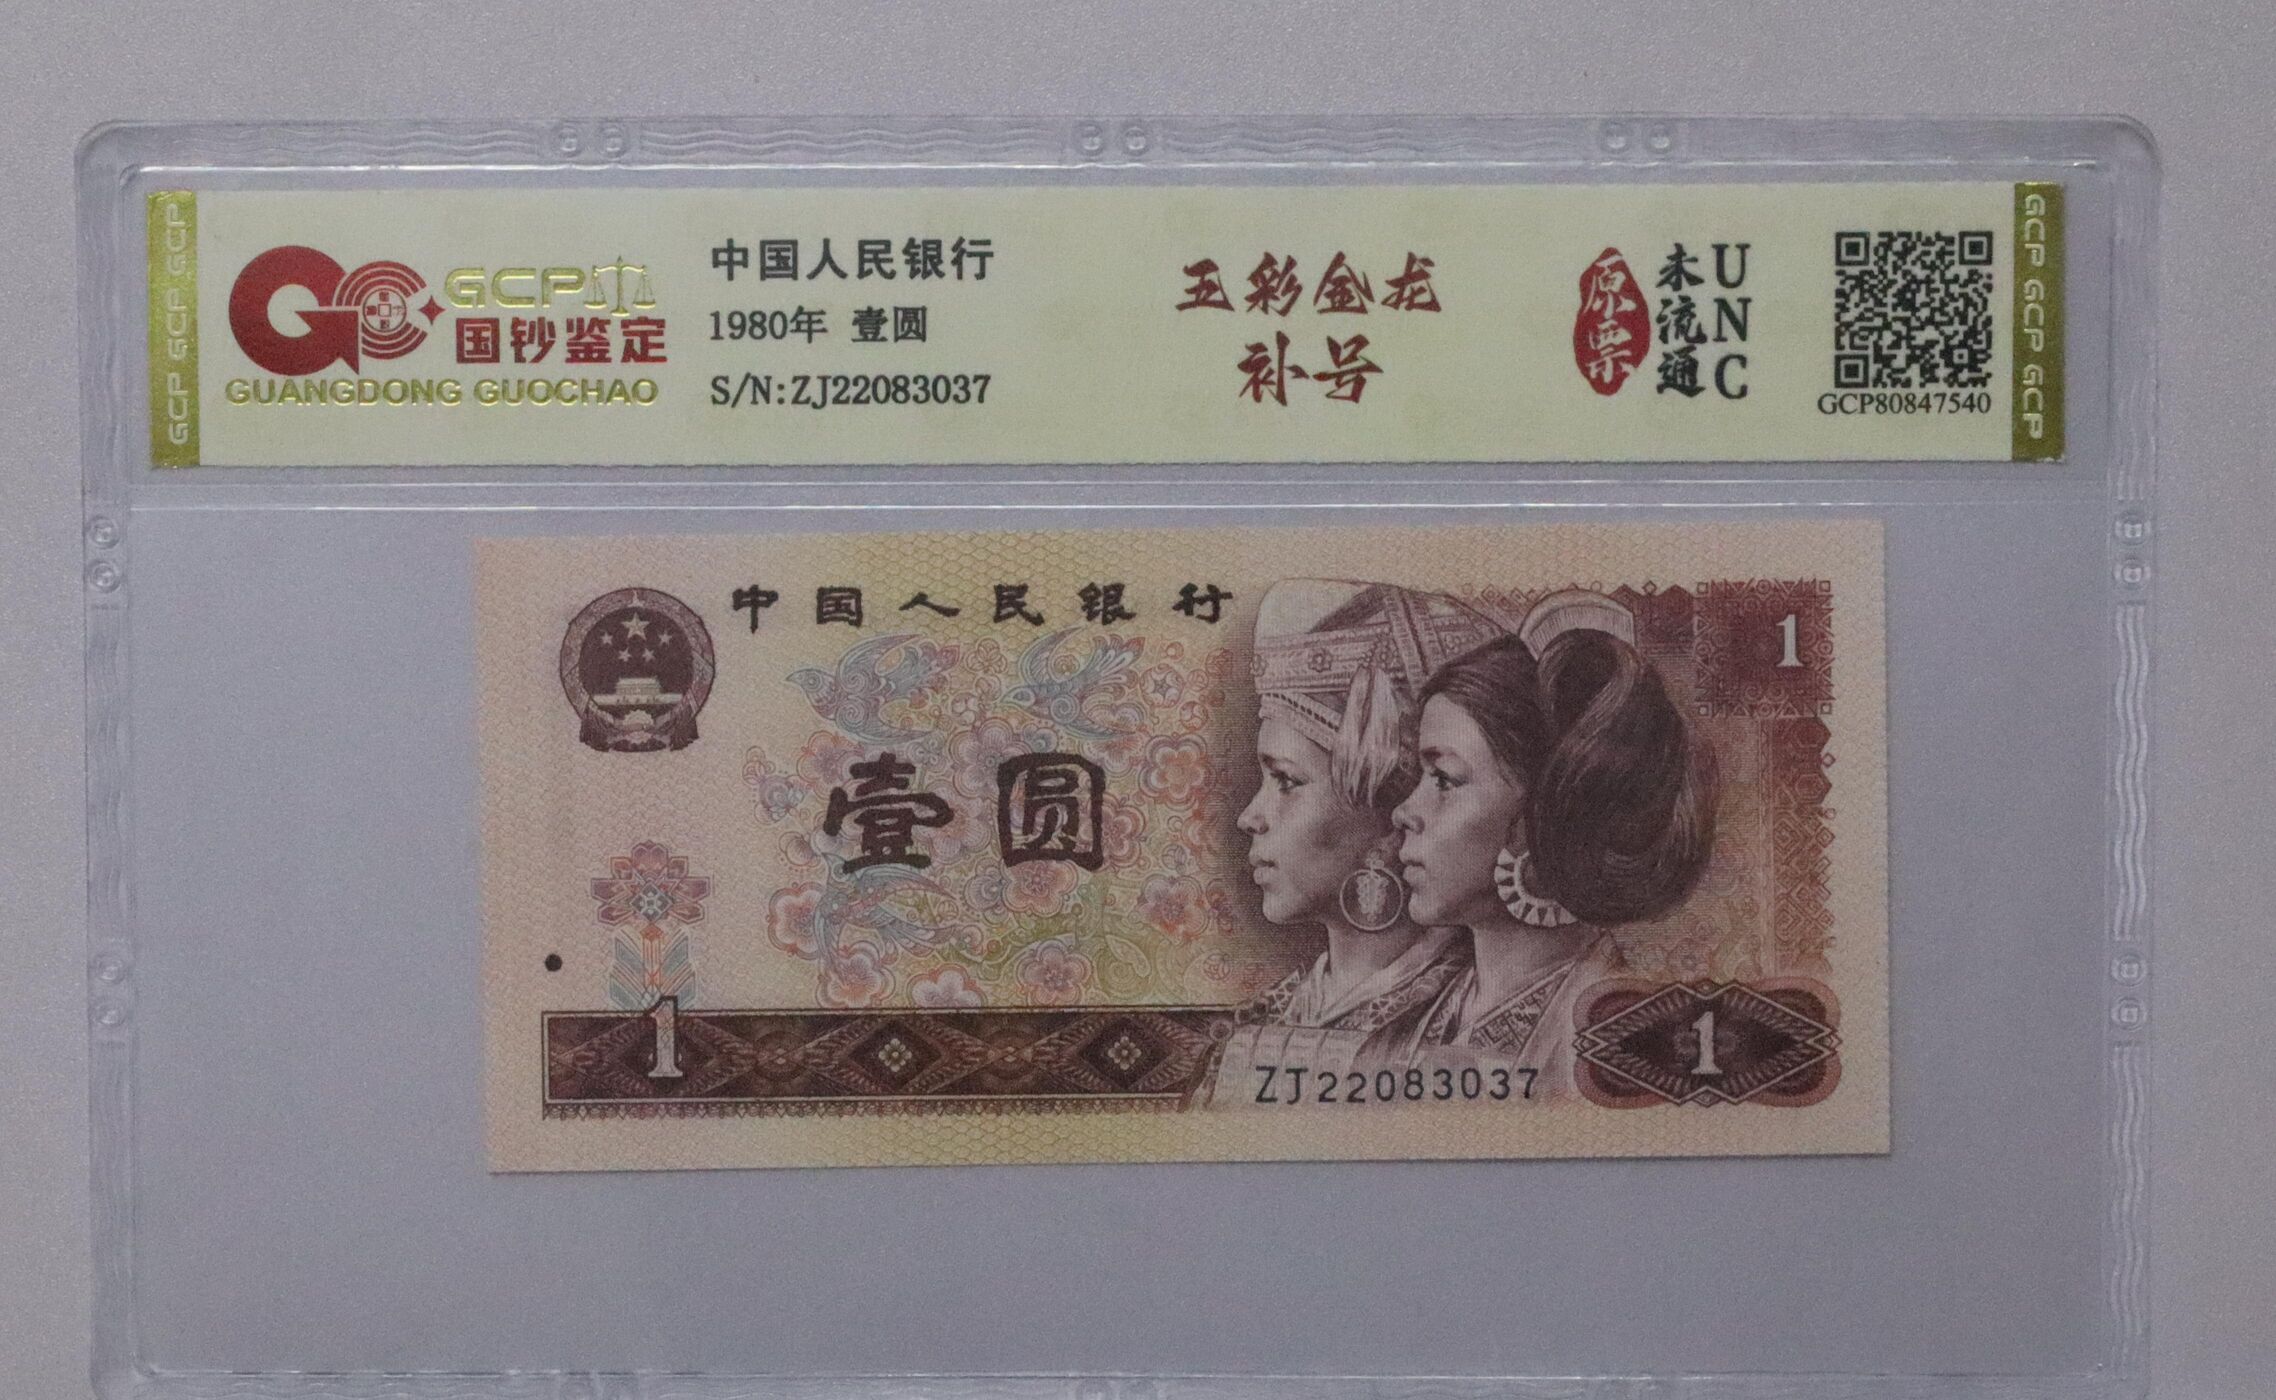 GCP GCP GCP
GCP
国钞鉴定
GUANGDONG GUOCHAO
中国人民银行
1980年 壹圆
S/N:ZJ22083037
五彩金龙
补号
原票
未流通
UNC
GCP80847540
GCP GCP GCP
中国人民银行
壹圆
1
1
1
ZJ22083037